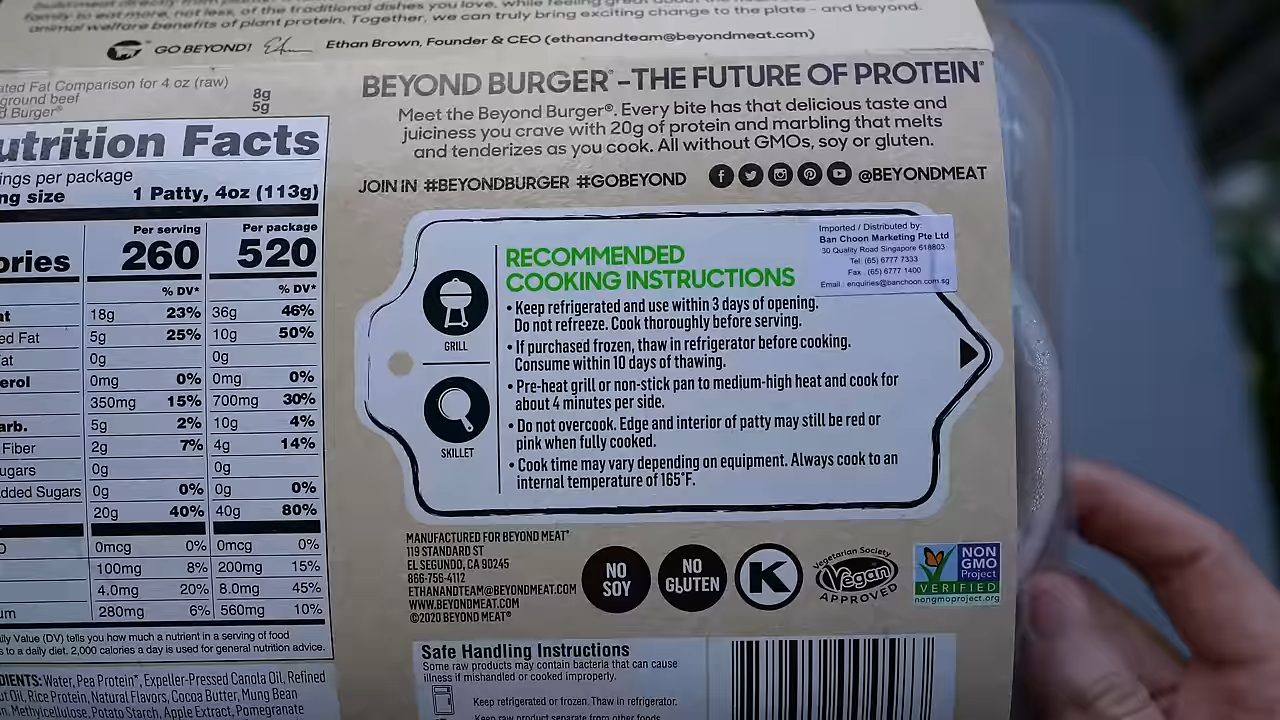 family to eat more, not less, of the traditional dishes you love, while feeling great about the
animal welfare benefits of plant protein. Together, we can truly bring exciting change to the plate – and beyond.
GO BEYOND! Ethan Brown, Founder & CEO (ethanandteam@beyondmeat.com)
Fat Comparison for 4 oz (raw)
ground beef 8g
Burger® 5g
Nutrition Facts
per package
size 1 Patty, 4oz (113g)
Per serving Per package
260 520
% DV* % DV*
18g 23% 36g 46%
Fat 5g 25% 10g 50%
0g 0g
0mg 0% 0mg 0%
350mg 15% 700mg 30%
5g 2% 10g 4%
Fiber 2g 7% 4g 14%
0g 0g
Added Sugars 0g 0% 0g 0%
20g 40% 40g 80%
0mcg 0% 0mcg 0%
100mg 8% 200mg 15%
4.0mg 20% 8.0mg 45%
280mg 6% 560mg 10%
Value (DV) tells you how much a nutrient in a serving of food
to a daily diet. 2,000 calories a day is used for general nutrition advice.
Water, Pea Protein*, Expeller-Pressed Canola Oil, Refined
Oil, Rice Protein, Natural Flavors, Cocoa Butter, Mung Bean
Methylcellulose, Potato Starch, Apple Extract, Pomegranate
BEYOND BURGER® –THE FUTURE OF PROTEIN®
Meet the Beyond Burger®. Every bite has that delicious taste and
juiciness you crave with 20g of protein and marbling that melts
and tenderizes as you cook. All without GMOs, soy or gluten.
JOIN IN #BEYONDBURGER #GOBEYOND @BEYONDMEAT
Imported / Distributed by:
Ban Choon Marketing Pte Ltd
30 Quality Road Singapore 618803
Tel: (65) 6777 7333
Fax : (65) 6777 1400
Email : enquiries@banchoon.com.sg
RECOMMENDED
COOKING INSTRUCTIONS
GRILL
SKILLET
• Keep refrigerated and use within 3 days of opening.
Do not refreeze. Cook thoroughly before serving.
• If purchased frozen, thaw in refrigerator before cooking.
Consume within 10 days of thawing.
• Pre-heat grill or non-stick pan to medium-high heat and cook for
about 4 minutes per side.
• Do not overcook. Edge and interior of patty may still be red or
pink when fully cooked.
• Cook time may vary depending on equipment. Always cook to an
internal temperature of 165°F.
MANUFACTURED FOR BEYOND MEAT®
119 STANDARD ST
EL SEGUNDO, CA 90245
866-756-4112
ETHANANDTEAM@BEYONDMEAT.COM
WWW.BEYONDMEAT.COM
©2020 BEYOND MEAT®
NO
SOY
NO
GLUTEN
K
Vegetarian Society
Vegan
APPROVED
NON
GMO
Project
VERIFIED
nongmoproject.org
Safe Handling Instructions
Some raw products may contain bacteria that can cause
illness if mishandled or cooked improperly.
Keep refrigerated or frozen. Thaw in refrigerator.
Keep raw product separate from other foods.